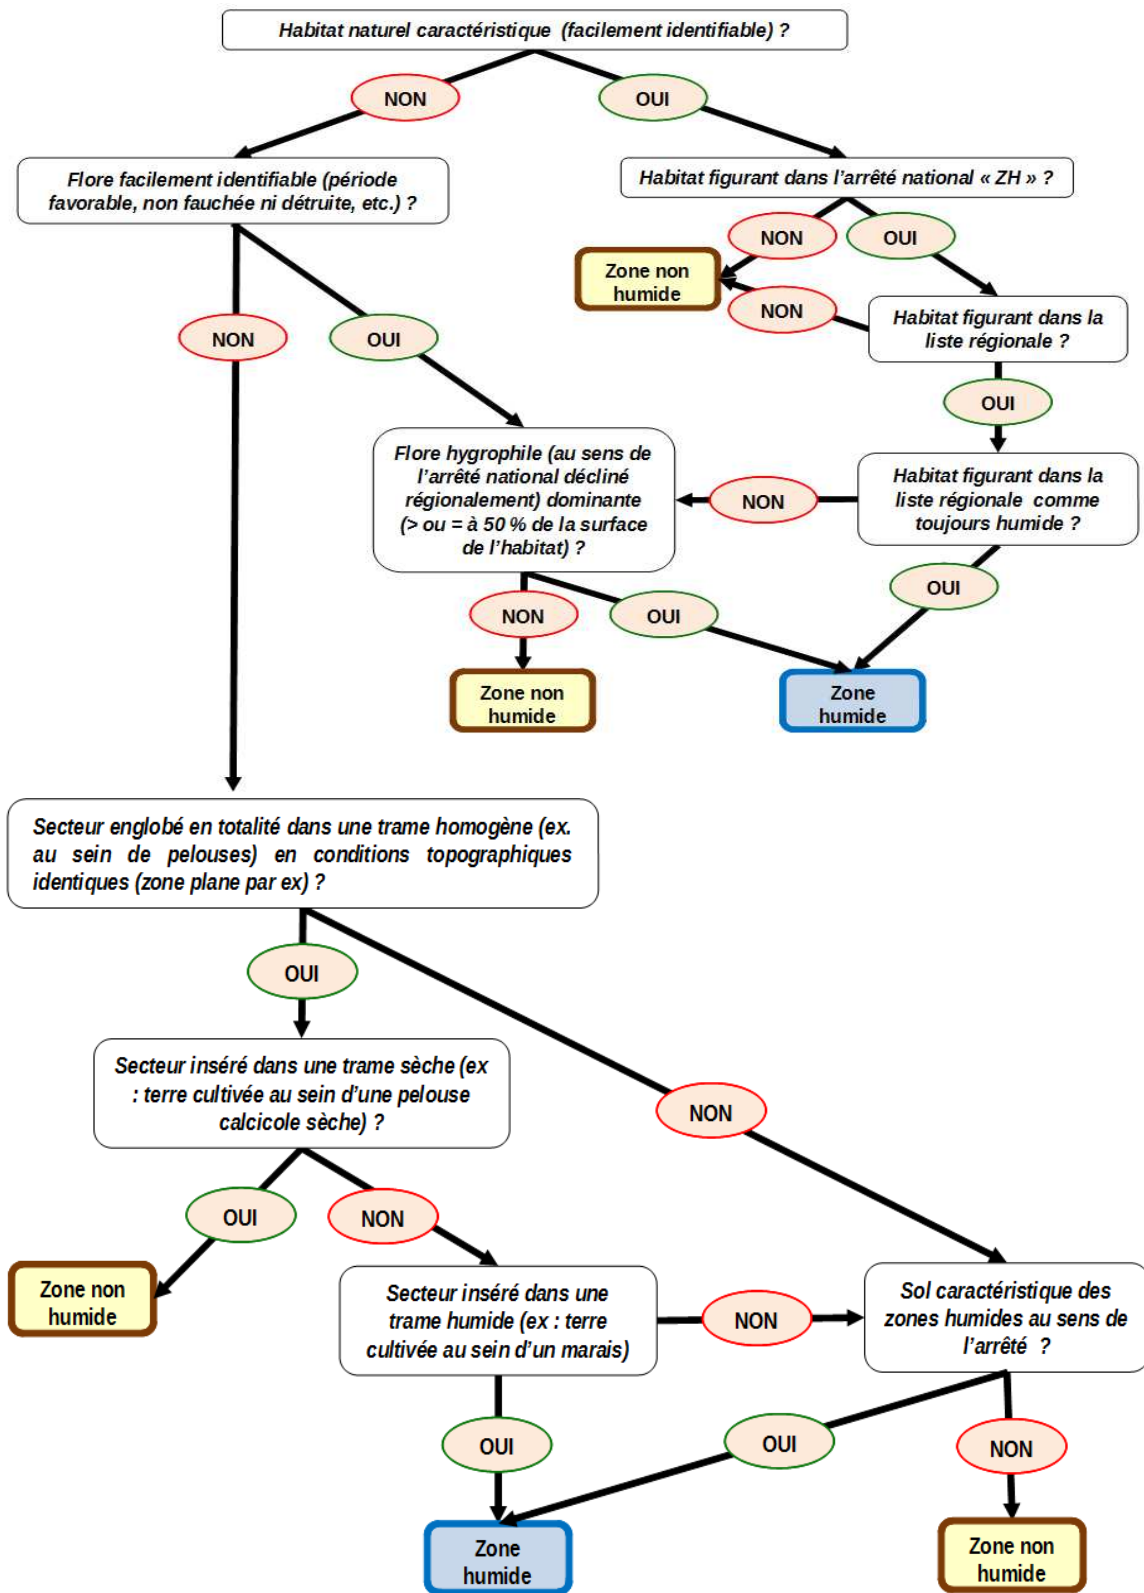 Habitat naturel caractéristique (facilement identifiable) ?
NON
OUI
Flore facilement identifiable (période
favorable, non fauchée ni détruite, etc.) ?
Habitat figurant dans l'arrêté national « ZH » ?
NON
OUI
Zone non
humide
NON
Habitat figurant dans la
liste régionale ?
NON
OUI
OUI
Flore hygrophile (au sens de
l'arrêté national décliné
régionalement) dominante
(> ou = à 50 % de la surface
de l'habitat) ?
NON
Habitat figurant dans la
liste régionale comme
toujours humide ?
NON
OUI
OUI
Zone non
humide
Zone
humide
Secteur englobé en totalité dans une trame homogène (ex.
au sein de pelouses) en conditions topographiques
identiques (zone plane par ex) ?
OUI
Secteur inséré dans une trame sèche (ex
: terre cultivée au sein d'une pelouse
calcicole sèche) ?
NON
OUI
NON
Zone non
humide
Secteur inséré dans une
trame humide (ex : terre
cultivée au sein d'un marais)
NON
Sol caractéristique des
zones humides au sens de
l'arrêté ?
OUI
OUI
NON
Zone
humide
Zone non
humide